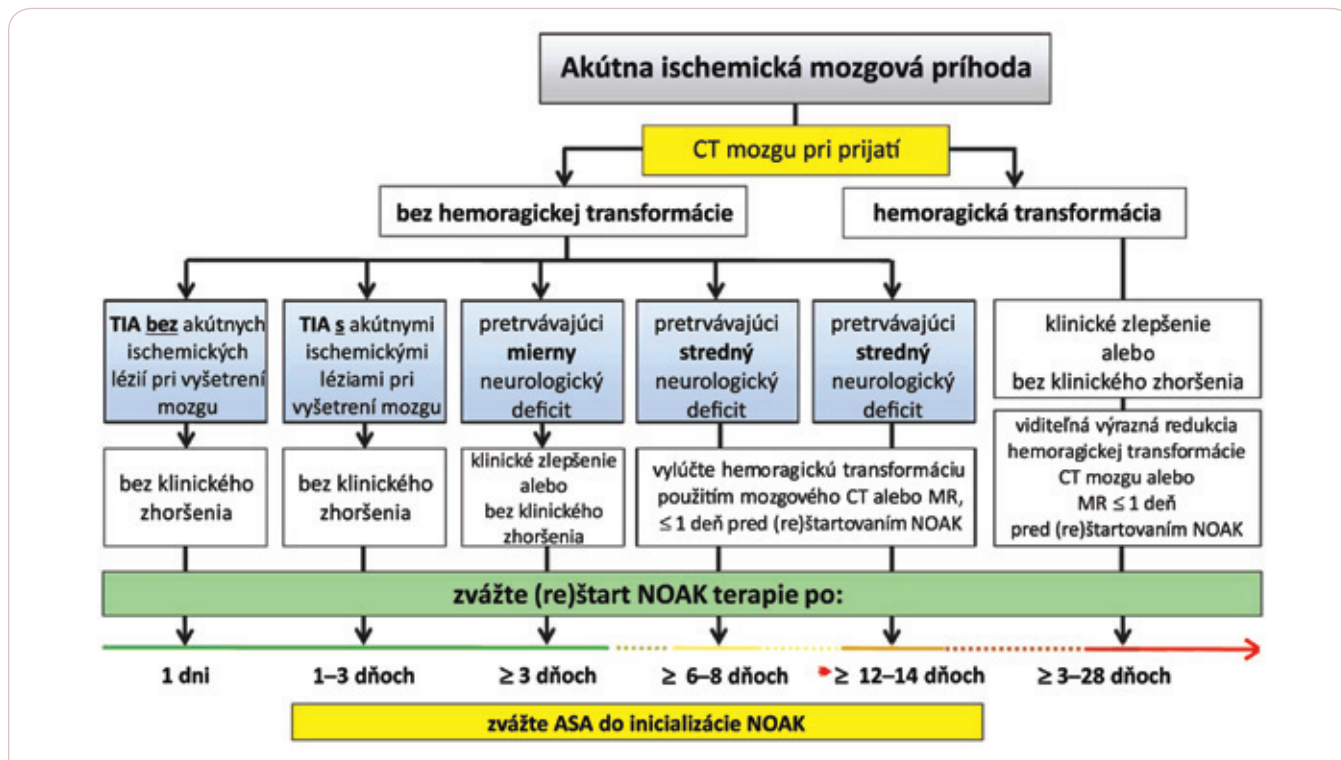 Akútna ischemická mozgová príhoda
CT mozgu pri prijatí
bez hemoragickej transformácie
hemoragická transformácia
TIA bez akútnych
ischemických
lézií pri vyšetrení
mozgu
TIA s akútnymi
ischemickými
léziami pri
vyšetrení mozgu
pretrvávajúci
mierny
neurologický
deficit
pretrvávajúci
stredný
neurologický
deficit
pretrvávajúci
stredný
neurologický
deficit
klinické zlepšenie
alebo
bez klinického zhoršenia
bez klinického
zhoršenia
bez klinického
zhoršenia
klinické zlepšenie
alebo
bez klinického
zhoršenia
vylúčte hemoragickú transformáciu
použitím mozgového CT alebo MR,
≤ 1 deň pred (re)štartovaním NOAK
viditeľná výrazná redukcia
hemoragickej transformácie
CT mozgu alebo
MR ≤ 1 deň
pred (re)štartovaním NOAK
zvážte (re)štart NOAK terapie po:
1 dni
1–3 dňoch
≥ 3 dňoch
≥ 6–8 dňoch
≥ 12–14 dňoch
≥ 3–28 dňoch
zvážte ASA do inicializácie NOAK